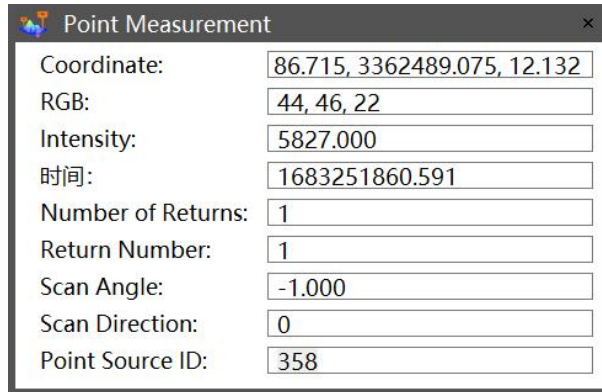 Point Measurement ×
Coordinate: 86.715, 3362489.075, 12.132
RGB: 44, 46, 22
Intensity: 5827.000
时间: 1683251860.591
Number of Returns: 1
Return Number: 1
Scan Angle: -1.000
Scan Direction: 0
Point Source ID: 358